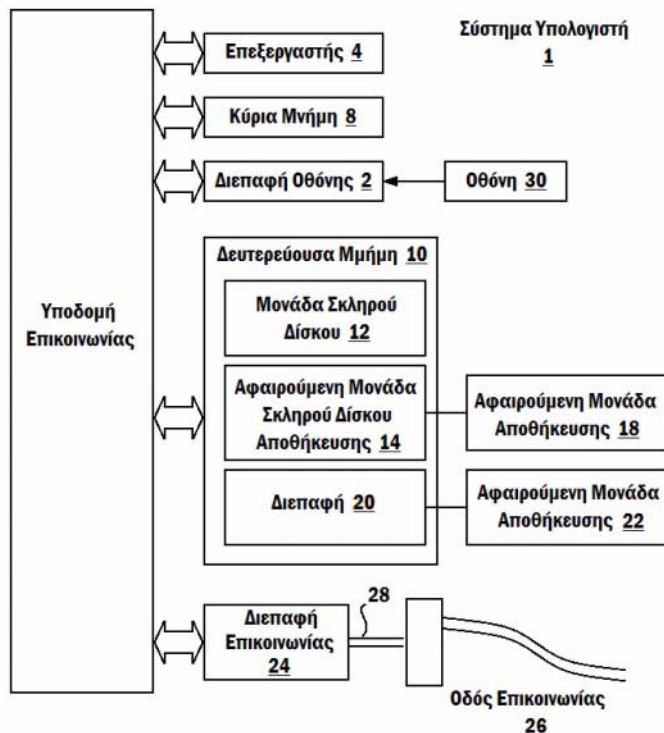 Σύστημα Υπολογιστή
1
Επεξεργαστής 4
Κύρια Μνήμη 8
Διεπαφή Οθόνης 2
Οθόνη 30
Υποδομή
Επικοινωνίας
Δευτερεύουσα Μμήμη 10
Μονάδα Σκληρού
Δίσκου 12
Αφαιρούμενη Μονάδα
Σκληρού Δίσκου
Αποθήκευσης 14
Αφαιρούμενη Μονάδα
Αποθήκευσης 18
Διεπαφή 20
Αφαιρούμενη Μονάδα
Αποθήκευσης 22
Διεπαφή
Επικοινωνίας
24
28
Οδός Επικοινωνίας
26